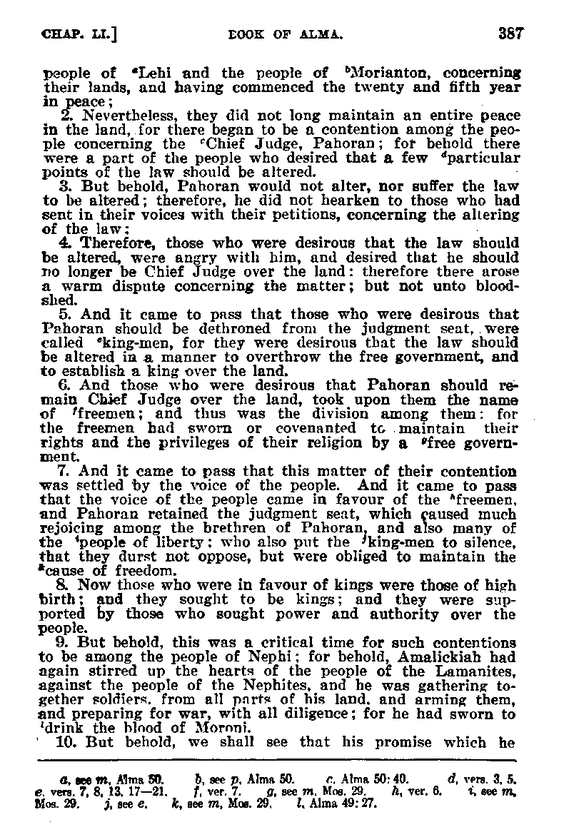 CHAP. LI.] BOOK OF ALMA. 387
people of ᵃLehi and the people of ᵇMorianton, concerning
their lands, and having commenced the twenty and fifth year
in peace;
2. Nevertheless, they did not long maintain an entire peace
in the land, for there began to be a contention among the peo-
ple concerning the ᶜChief Judge, Pahoran; for behold there
were a part of the people who desired that a few ᵈparticular
points of the law should be altered.
3. But behold, Pahoran would not alter, nor suffer the law
to be altered; therefore, he did not hearken to those who had
sent in their voices with their petitions, concerning the altering
of the law;
4. Therefore, those who were desirous that the law should
be altered, were angry with him, and desired that he should
no longer be Chief Judge over the land: therefore there arose
a warm dispute concerning the matter; but not unto blood-
shed.
5. And it came to pass that those who were desirous that
Pahoran should be dethroned from the judgment seat, were
called ᵉking-men, for they were desirous that the law should
be altered in a manner to overthrow the free government, and
to establish a king over the land.
6. And those who were desirous that Pahoran should re-
main Chief Judge over the land, took upon them the name
of ᶠfreemen; and thus was the division among them: for
the freemen had sworn or covenanted to maintain their
rights and the privileges of their religion by a ᵍfree govern-
ment.
7. And it came to pass that this matter of their contention
was settled by the voice of the people. And it came to pass
that the voice of the people came in favour of the ʰfreemen,
and Pahoran retained the judgment seat, which caused much
rejoicing among the brethren of Pahoran, and also many of
the ⁱpeople of liberty; who also put the ʲking-men to silence,
that they durst not oppose, but were obliged to maintain the
ᵏcause of freedom.
8. Now those who were in favour of kings were those of high
birth; and they sought to be kings; and they were sup-
ported by those who sought power and authority over the
people.
9. But behold, this was a critical time for such contentions
to be among the people of Nephi; for behold, Amalickiah had
again stirred up the hearts of the people of the Lamanites,
against the people of the Nephites, and he was gathering to-
gether soldiers, from all parts of his land, and arming them,
and preparing for war, with all diligence; for he had sworn to
ˡdrink the blood of Moroni.
10. But behold, we shall see that his promise which he
a, see m, Alma 50. b, see p, Alma 50. c, Alma 50: 40. d, vers. 3, 5.
e, vers. 7, 8, 13, 17—21. f, ver. 7. g, see m, Mos. 29. h, ver. 6. i, see m,
Mos. 29. j, see e. k, see m, Mos. 29. l, Alma 49: 27.